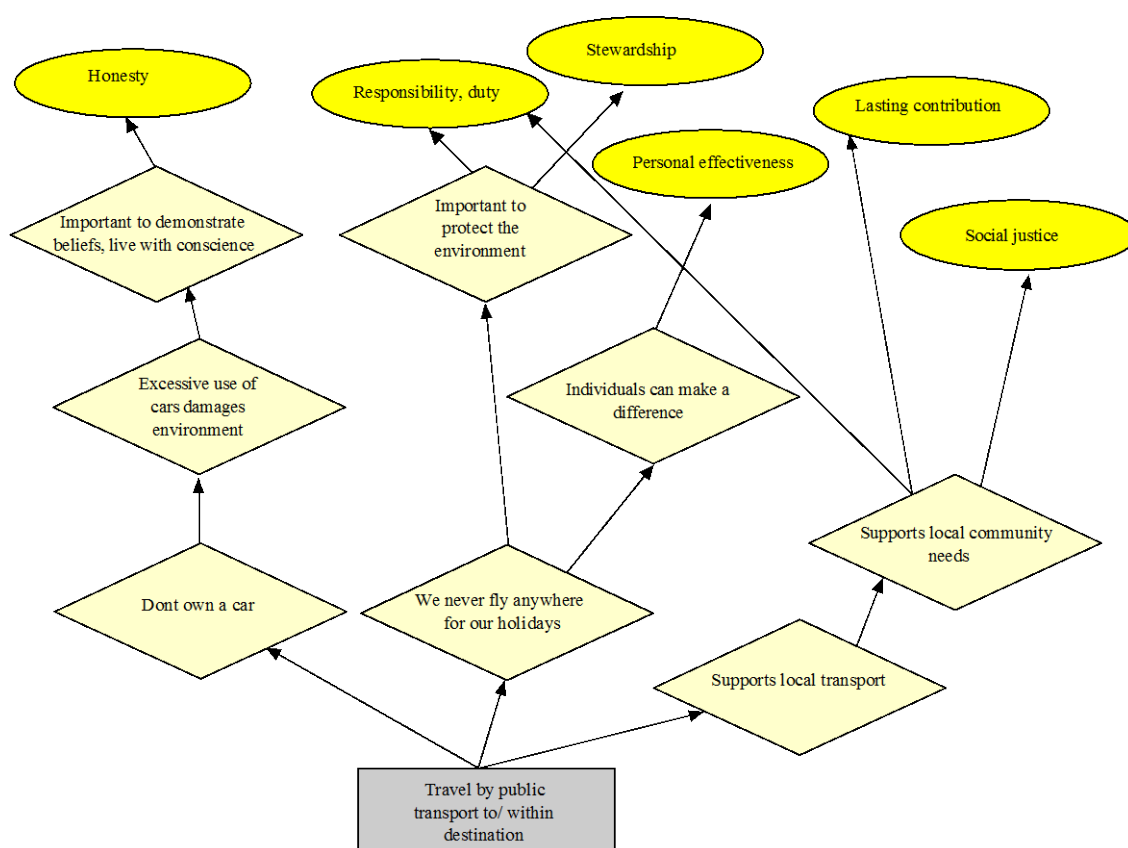 Stewardship
Honesty
Responsibility, duty
Lasting contribution
Personal effectiveness
Important to demonstrate
beliefs, live with conscience
Important to
protect the
environment
Social justice
Excessive use of
cars damages
environment
Individuals can make a
difference
Supports local community
needs
Dont own a car
We never fly anywhere
for our holidays
Supports local transport
Travel by public
transport to/ within
destination